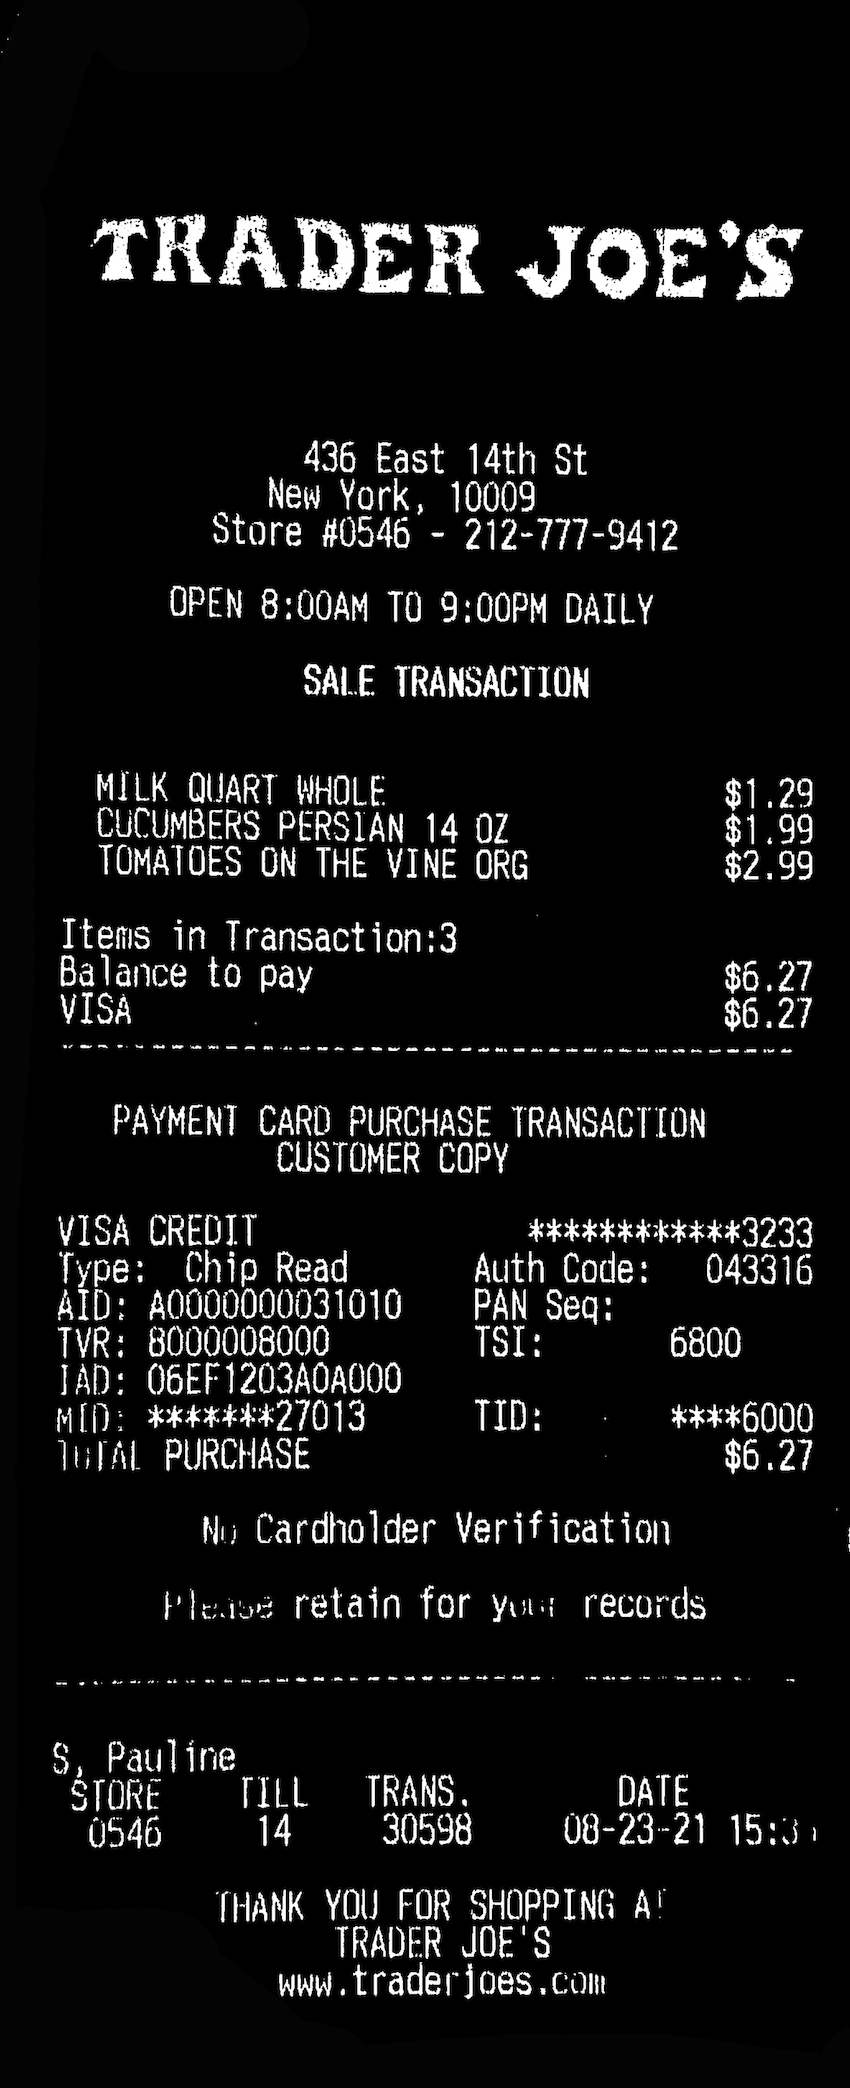 TRADER JOE'S
436 East 14th St
New York, 10009
Store #0546 - 212-777-9412
OPEN 8:00AM TO 9:00PM DAILY
SALE TRANSACTION
MILK QUART WHOLE $1.29
CUCUMBERS PERSIAN 14 OZ $1.99
TOMATOES ON THE VINE ORG $2.99
Items in Transaction:3
Balance to pay $6.27
VISA $6.27
PAYMENT CARD PURCHASE TRANSACTION
CUSTOMER COPY
VISA CREDIT ************3233
Type: Chip Read Auth Code: 043316
AID: A0000000031010 PAN Seq:
TVR: 8000008000 TSI: 6800
IAD: 06EF1203A0A000
MID: *******27013 TID: ****6000
TOTAL PURCHASE $6.27
No Cardholder Verification
Please retain for your records
S, Pauline
STORE TILL TRANS. DATE
0546 14 30598 08-23-21
THANK YOU FOR SHOPPING AT
TRADER JOE'S
www.traderjoes.com